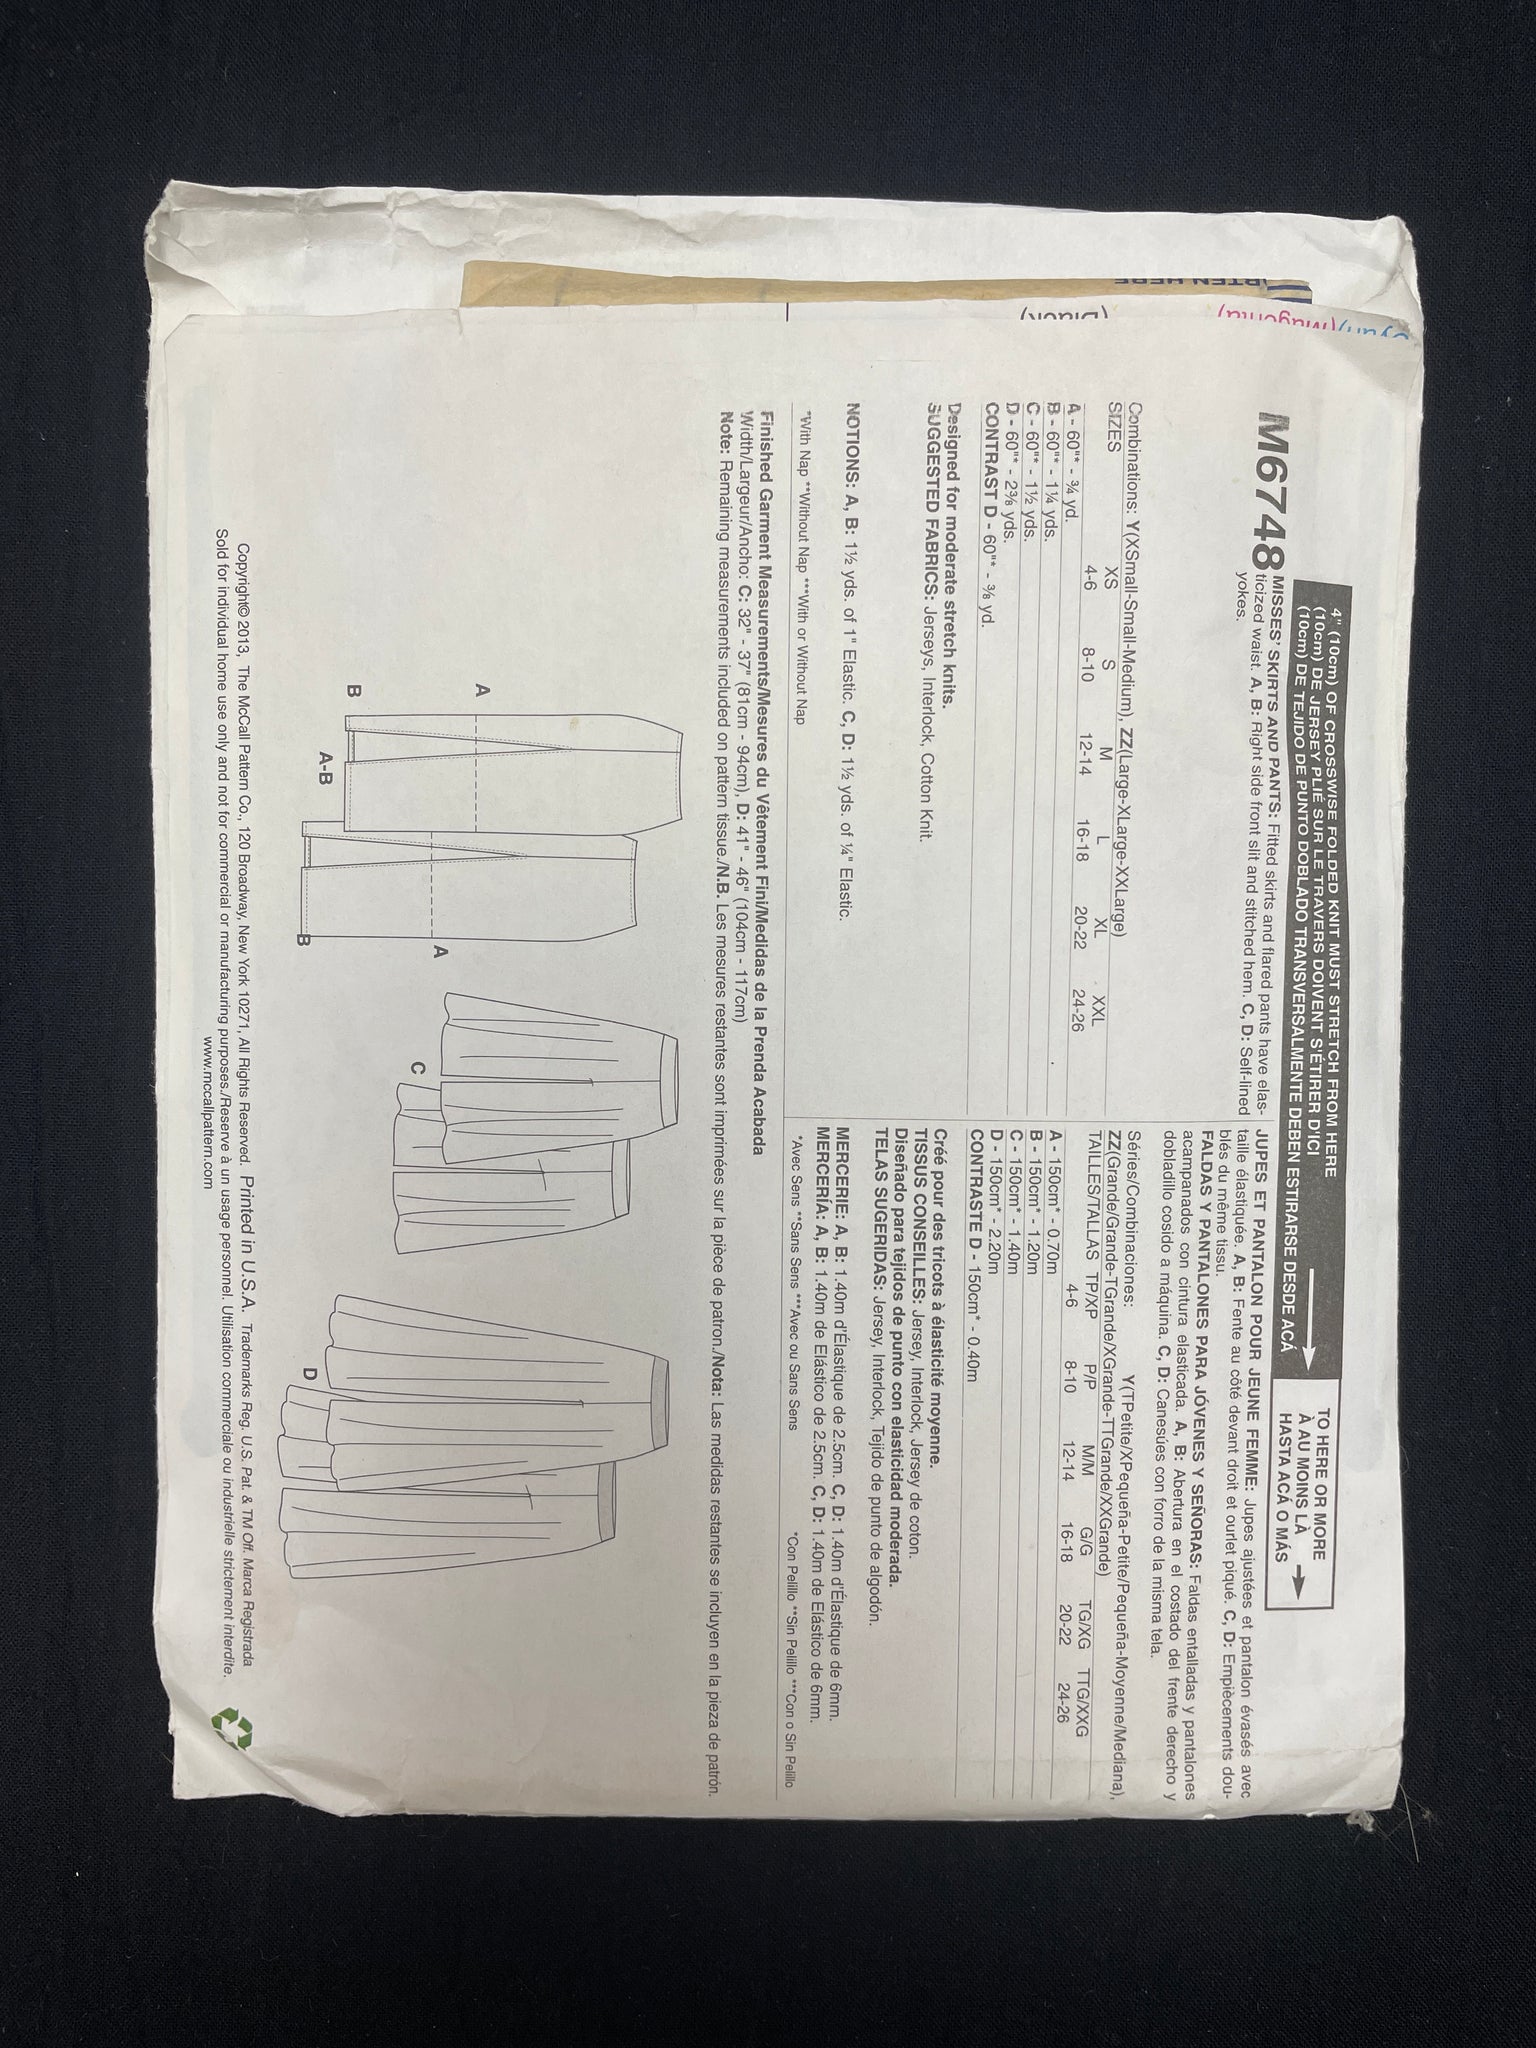 4" (10cm) OF CROSSWISE FOLDED KNIT MUST STRETCH FROM HERE
(10cm) DE JERSEY PLIÉ SUR LE TRAVERS DOIVENT S'ÉTIRER D'ICI
(10cm) DE TEJIDO DE PUNTO DOBLADO TRANSVERSALMENTE DEBEN ESTIRARSE DESDE ACÁ
TO HERE OR MORE
À AU MOINS LÀ
HASTA ACÁ O MÁS
M6748
MISSES' SKIRTS AND PANTS: Fitted skirts and flared pants have elas-
ticized waist. A, B: Right side front slit and stitched hem. C, D: Self-lined
yokes.
Combinations: Y(XSmall-Small-Medium), ZZ(Large-XLarge-XXLarge)
SIZES XS S M L XL XXL
4-6 8-10 12-14 16-18 20-22 24-26
A - 60"* - ¾ yd.
B - 60"* - 1¼ yds.
C - 60"* - 1½ yds.
D - 60"* - 2⅜ yds.
CONTRAST D - 60"* - ⅜ yd.
Designed for moderate stretch knits.
SUGGESTED FABRICS: Jerseys, Interlock, Cotton Knit.
NOTIONS: A, B: 1½ yds. of 1" Elastic. C, D: 1½ yds. of ¼" Elastic.
*With Nap **Without Nap ***With or Without Nap
JUPES ET PANTALON POUR JEUNE FEMME: Jupes ajustées et pantalon évasés avec
taille élastiquée. A, B: Fente au côté devant droit et ourlet piqué. C, D: Empiècements dou-
blés du même tissu.
FALDAS Y PANTALONES PARA JÓVENES Y SEÑORAS: Faldas entalladas y pantalones
acampanados con cintura elasticada. A, B: Abertura en el costado del frente derecho y
dobladillo cosido a máquina. C, D: Canesúes con forro de la misma tela.
Séries/Combinaciones: Y(TPetite/XPequeña-Petite/Pequeña-Moyenne/Mediana),
ZZ(Grande/Grande-TGrande/XGrande-TTGrande/XXGrande)
TAILLES/TALLAS TP/XP P/P M/M G/G TG/XG TTG/XXG
4-6 8-10 12-14 16-18 20-22 24-26
A - 150cm* - 0.70m
B - 150cm* - 1.20m
C - 150cm* - 1.40m
D - 150cm* - 2.20m
CONTRASTE D - 150cm* - 0.40m
Créé pour des tricots à élasticité moyenne.
TISSUS CONSEILLES: Jersey, Interlock, Jersey de coton.
Diseñado para tejidos de punto con elasticidad moderada.
TELAS SUGERIDAS: Jersey, Interlock, Tejido de punto de algodón.
MERCERIE: A, B: 1.40m d'Élastique de 2.5cm. C, D: 1.40m d'Élastique de 6mm.
MERCERÍA: A, B: 1.40m de Elástico de 2.5cm. C, D: 1.40m de Elástico de 6mm.
*Avec Sens **Sans Sens ***Avec ou Sans Sens *Con Pelillo **Sin Pelillo ***Con o Sin Pelillo
Finished Garment Measurements/Mesures du Vêtement Fini/Medidas de la Prenda Acabada
Width/Largeur/Ancho: C: 32" - 37" (81cm - 94cm), D: 41" - 46" (104cm - 117cm)
Note: Remaining measurements included on pattern tissue./N.B. Les mesures restantes sont imprimées sur la pièce de patron./Nota: Las medidas restantes se incluyen en la pieza de patrón.
A
B
A-B
A
B
C
D
Copyright© 2013, The McCall Pattern Co., 120 Broadway, New York 10271, All Rights Reserved. Printed in U.S.A. Trademarks Reg. U.S. Pat. & TM Off. Marca Registrada
Sold for individual home use only and not for commercial or manufacturing purposes./Reserve à un usage personnel. Utilisation commerciale ou industrielle strictement interdite.
www.mccallpattern.com